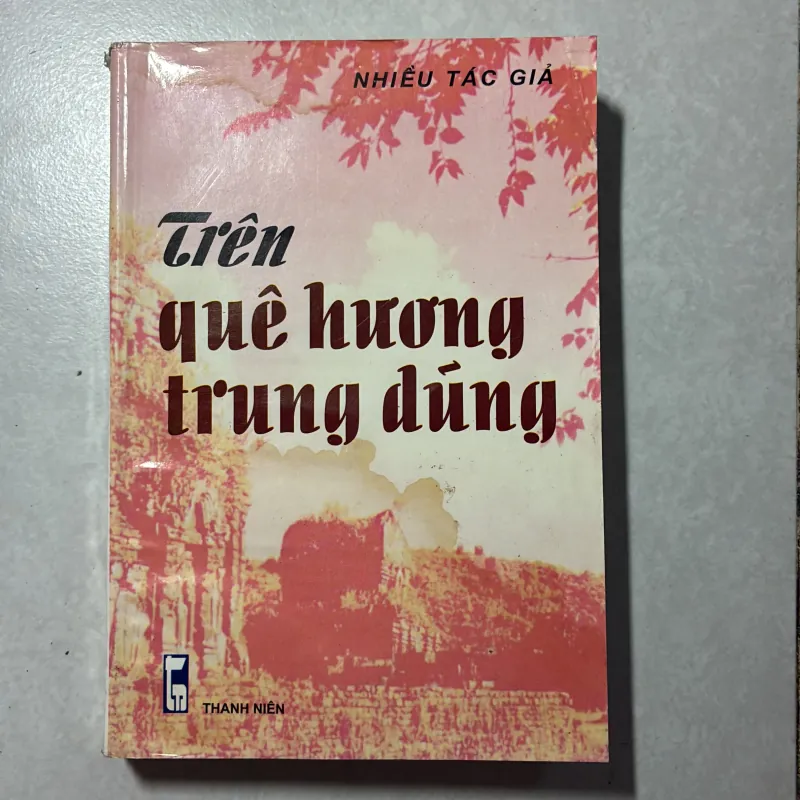 NHIỀU TÁC GIẢ
Trên
quê hương
trung dũng
THANH NIÊN